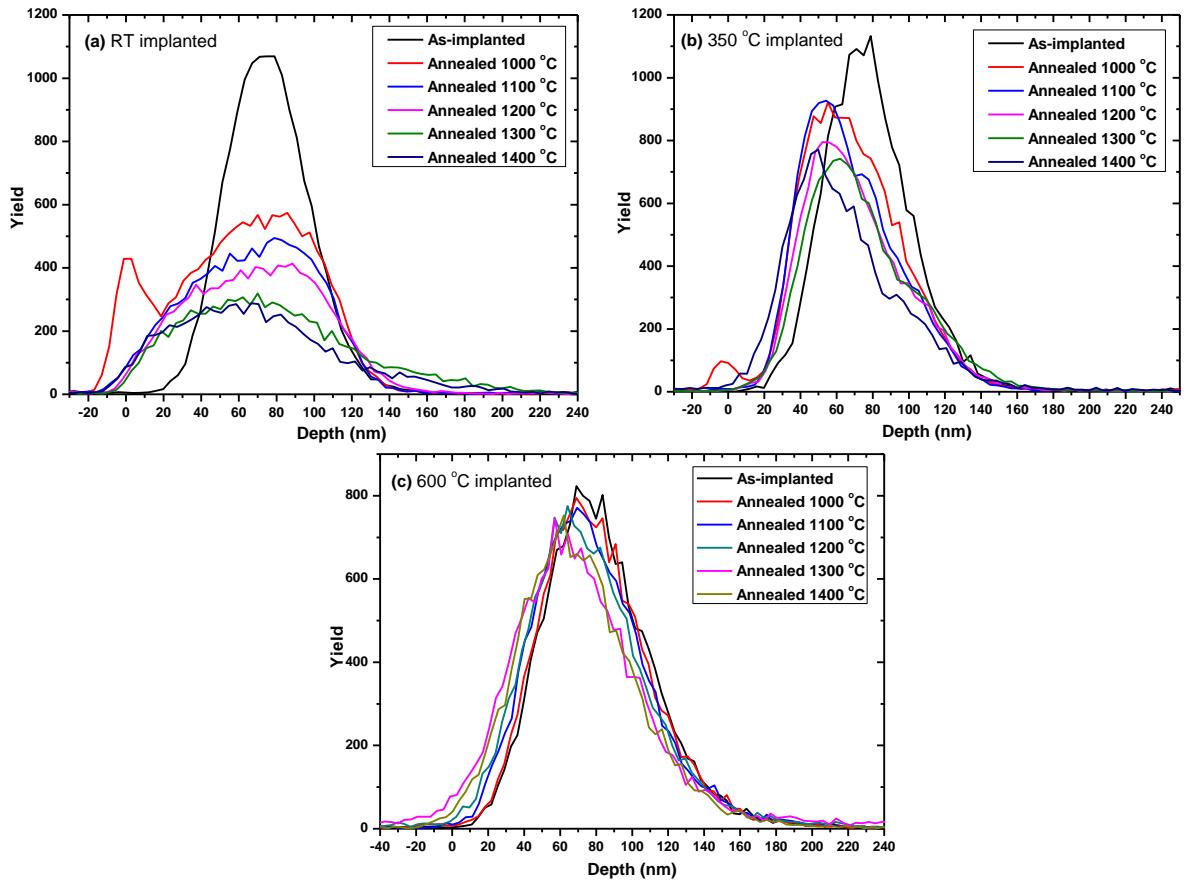 (a) RT implanted
As-implanted
Annealed 1000 °C
Annealed 1100 °C
Annealed 1200 °C
Annealed 1300 °C
Annealed 1400 °C
1200
1000
800
600
400
200
0
Yield
-20 0 20 40 60 80 100 120 140 160 180 200 220 240
Depth (nm)
(b) 350 °C implanted
As-implanted
Annealed 1000 °C
Annealed 1100 °C
Annealed 1200 °C
Annealed 1300 °C
Annealed 1400 °C
1200
1000
800
600
400
200
0
Yield
-20 0 20 40 60 80 100 120 140 160 180 200 220 240
Depth (nm)
(c) 600 °C implanted
As-implanted
Annealed 1000 °C
Annealed 1100 °C
Annealed 1200 °C
Annealed 1300 °C
Annealed 1400 °C
800
600
400
200
0
Yield
-40 -20 0 20 40 60 80 100 120 140 160 180 200 220 240
Depth (nm)